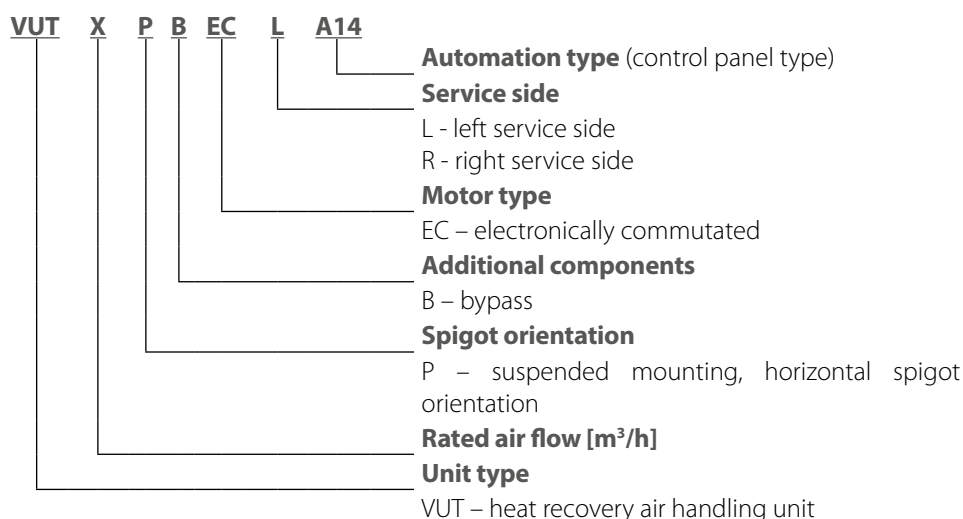 VUT X P B EC L A14
Automation type (control panel type)
Service side
L - left service side
R - right service side
Motor type
EC – electronically commutated
Additional components
B – bypass
Spigot orientation
P – suspended mounting, horizontal spigot
orientation
Rated air flow [m³/h]
Unit type
VUT – heat recovery air handling unit